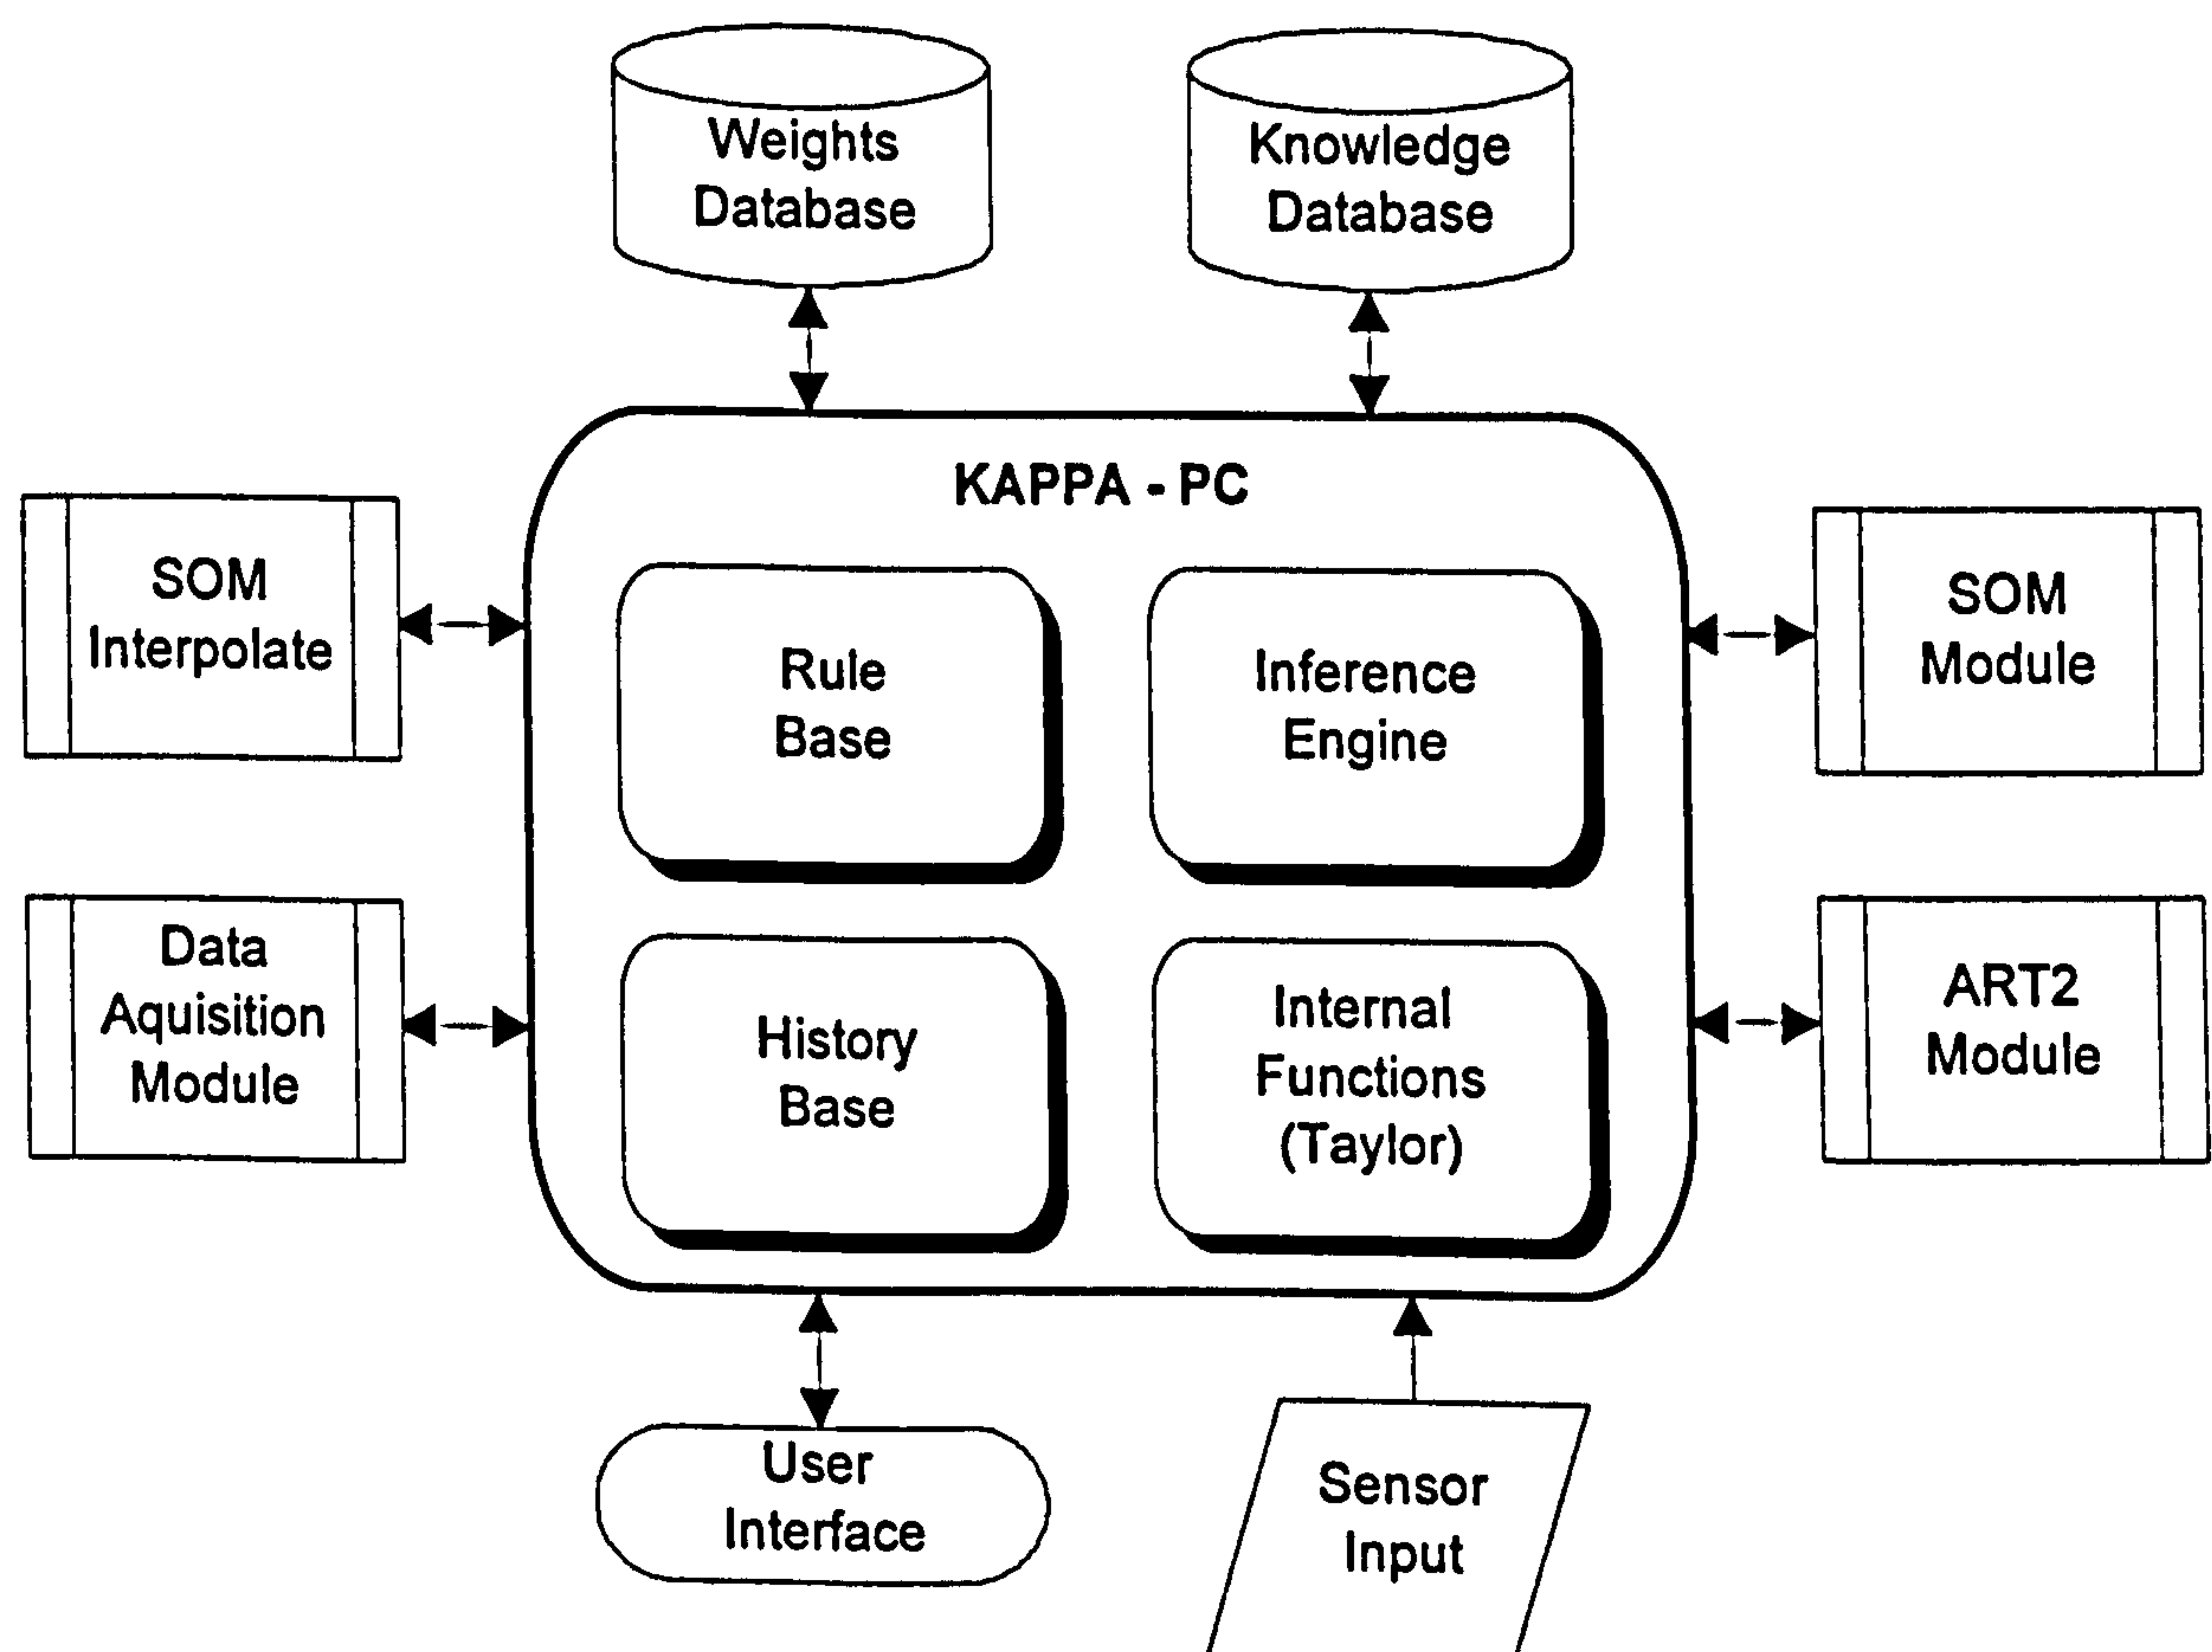 Weights
Database
Knowledge
Database
KAPPA - PC
SOM
Interpolate
Rule
Base
Inference
Engine
SOM
Module
Data
Aquisition
Module
History
Base
Internal
Functions
(Taylor)
ART2
Module
User
Interface
Sensor
Input